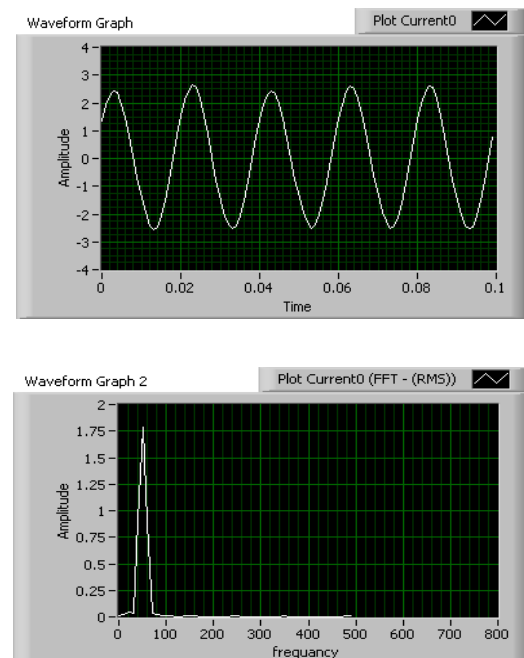 Waveform Graph
Plot Current0
4
3
2
1
0
-1
-2
-3
-4
Amplitude
0 0.02 0.04 0.06 0.08 0.1
Time
Waveform Graph 2
Plot Current0 (FFT - (RMS))
2
1.75
1.5
1.25
1
0.75
0.5
0.25
0
Amplitude
0 100 200 300 400 500 600 700 800
frequancy